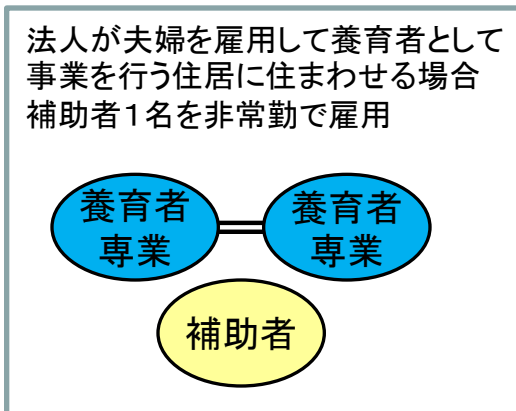 法人が夫婦を雇用して養育者として
事業を行う住居に住まわせる場合
補助者1名を非常勤で雇用
養育者
専業
養育者
専業
補助者